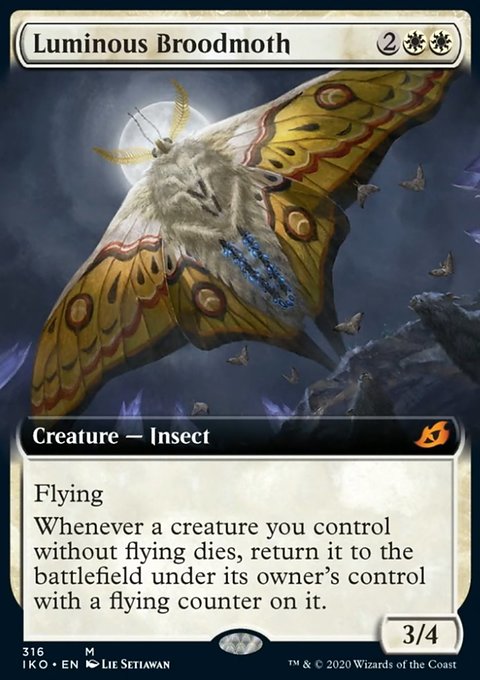 Luminous Broodmoth 2
Creature — Insect
Flying
Whenever a creature you control
without flying dies, return it to the
battlefield under its owner's control
with a flying counter on it.
3/4
316 M
IKO • EN Lie Setiawan
™ & © 2020 Wizards of the Coast